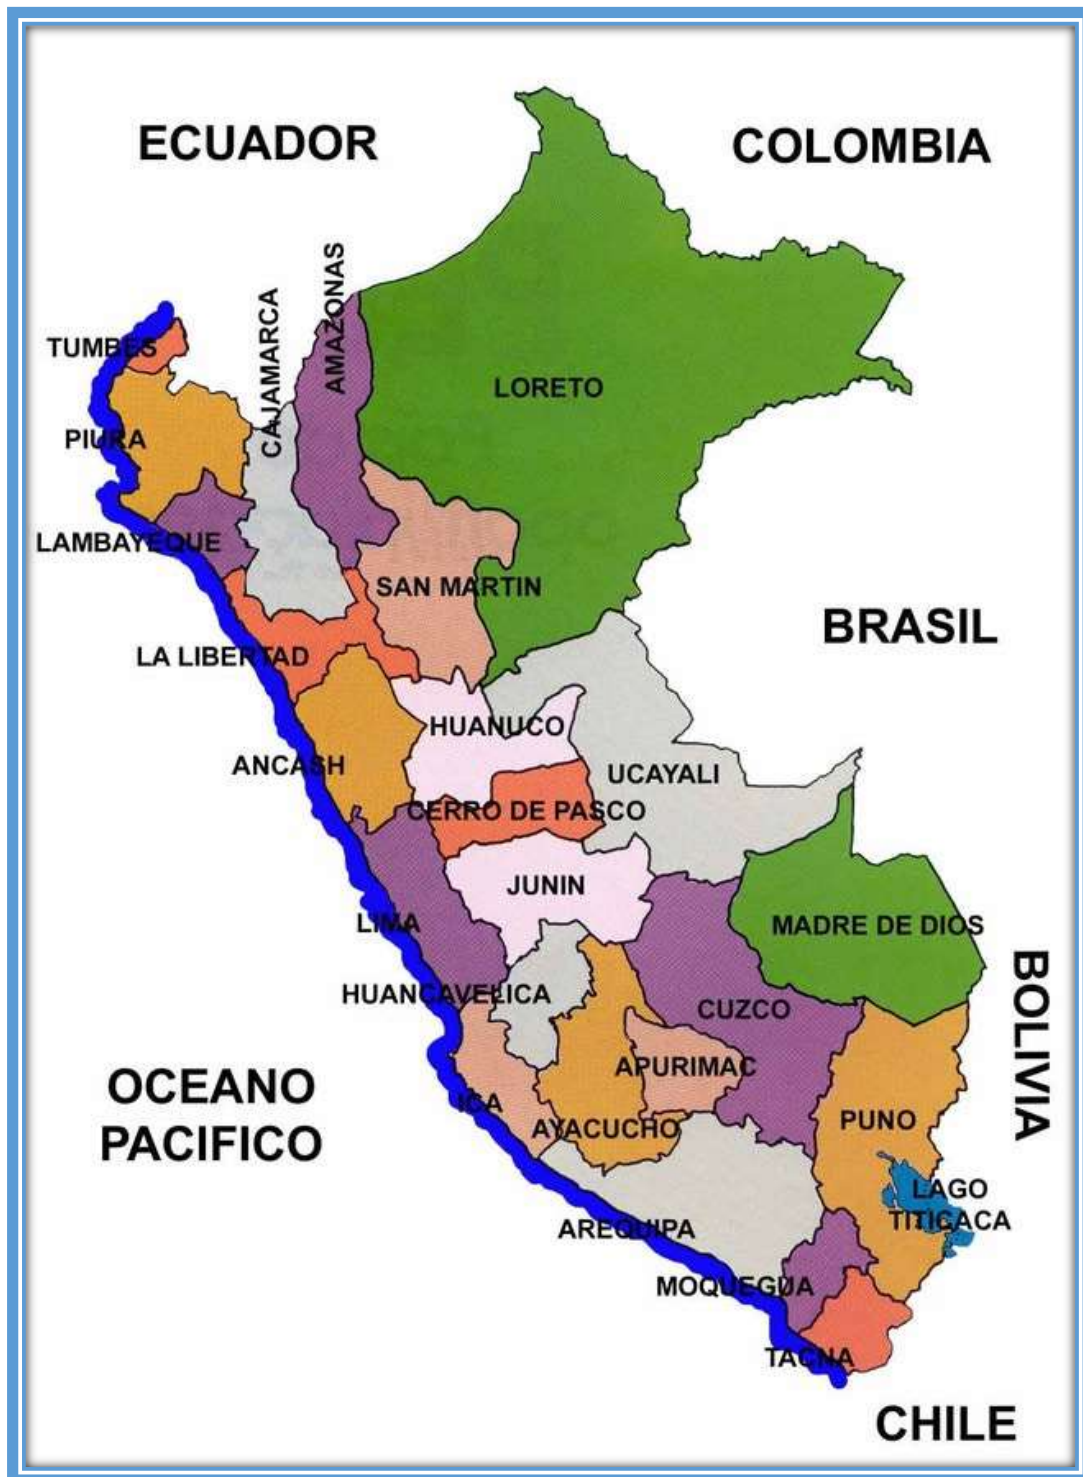 ECUADOR
COLOMBIA
AMAZONAS
CAJAMARCA
TUMBES
LORETO
PIURA
LAMBAYEQUE
SAN MARTIN
BRASIL
LA LIBERTAD
HUANUCO
ANCASH
UCAYALI
CERRO DE PASCO
JUNIN
LIMA
MADRE DE DIOS
HUANCAVELICA
CUZCO
BOLIVIA
APURIMAC
OCEANO
PACIFICO
ICA
AYACUCHO
PUNO
LAGO
TITICACA
AREQUIPA
MOQUEGUA
TACNA
CHILE